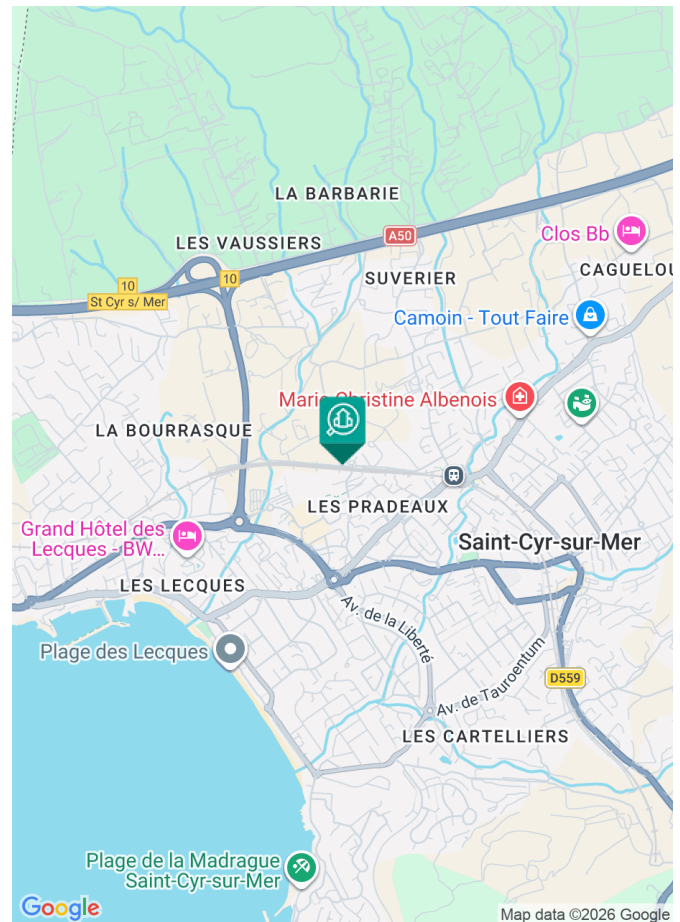 LA BARBARIE
Clos Bb
A50
LES VAUSSIERS
10
SUVERIER
CAGUELOU
10
St Cyr s/ Mer
Camoin - Tout Faire
Marie Christine Albenois
LA BOURRASQUE
LES PRADEAUX
Grand Hôtel des
Lecques - BW...
Saint-Cyr-sur-Mer
LES LECQUES
Av. de la Liberté
Plage des Lecques
Av. de Tauroentum
D559
LES CARTELLIERS
Plage de la Madrague
Saint-Cyr-sur-Mer
Google
Map data ©2026 Google